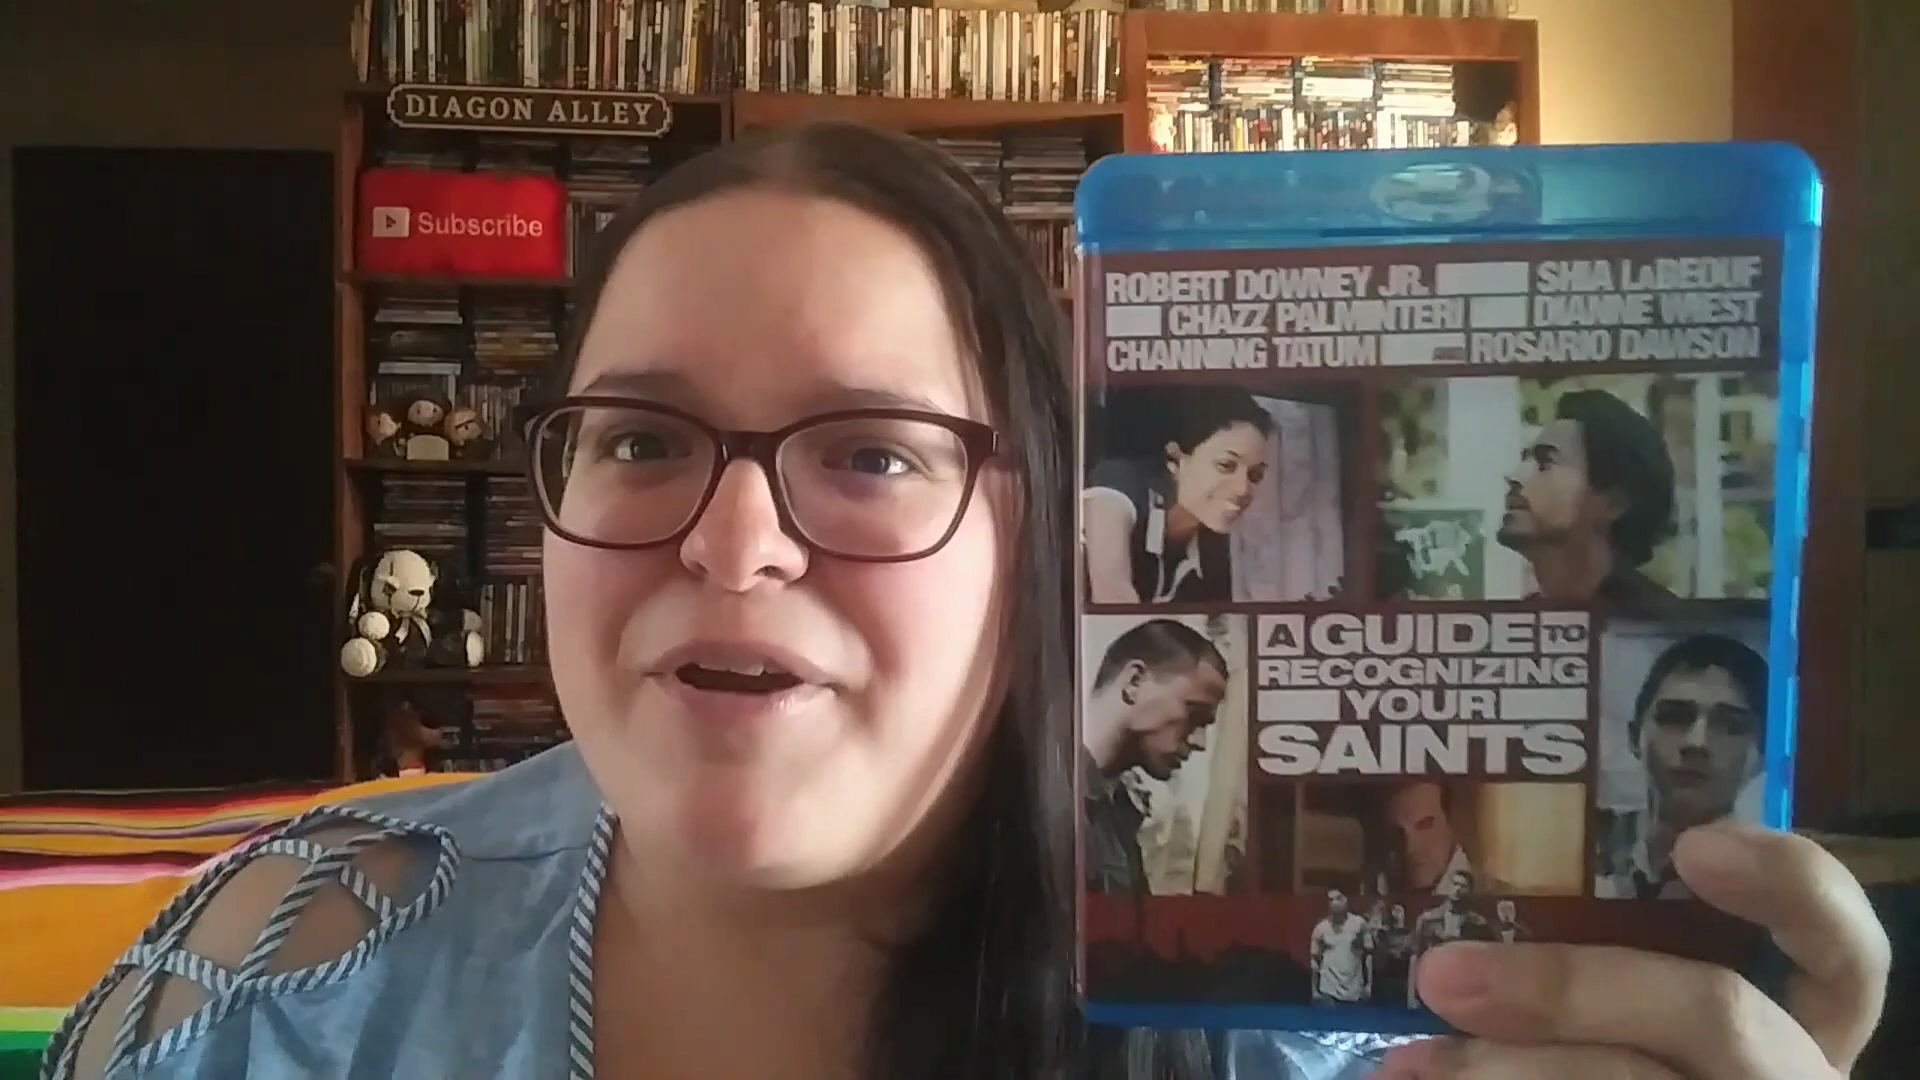 DIAGON ALLEY
Subscribe
ROBERT DOWNEY JR. SHIA LaBEOUF
CHAZZ PALMINTERI DIANNE WIEST
CHANNING TATUM AND ROSARIO DAWSON
A GUIDE TO
RECOGNIZING
YOUR
SAINTS